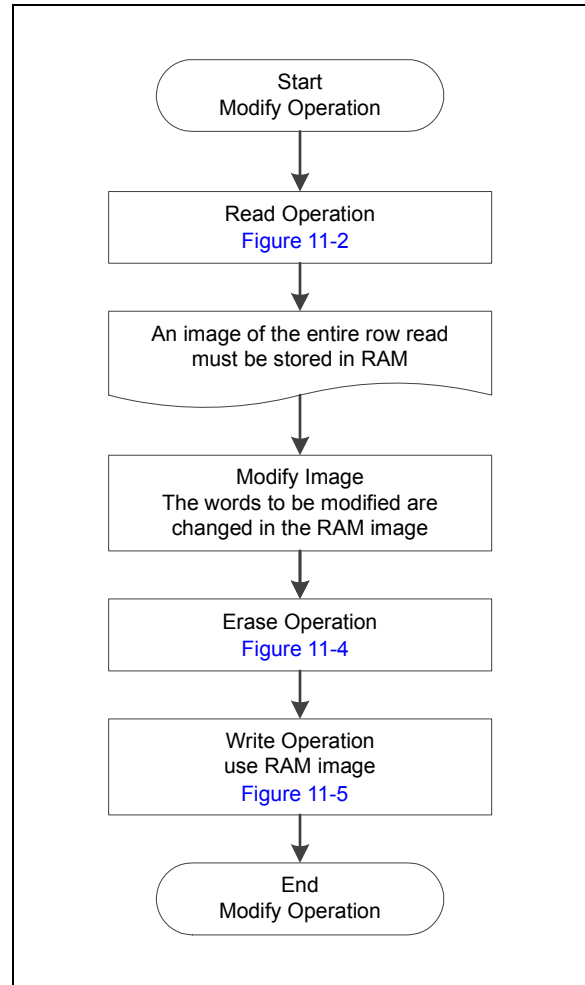 Start
Modify Operation
Read Operation
Figure 11-2
An image of the entire row read
must be stored in RAM
Modify Image
The words to be modified are
changed in the RAM image
Erase Operation
Figure 11-4
Write Operation
use RAM image
Figure 11-5
End
Modify Operation